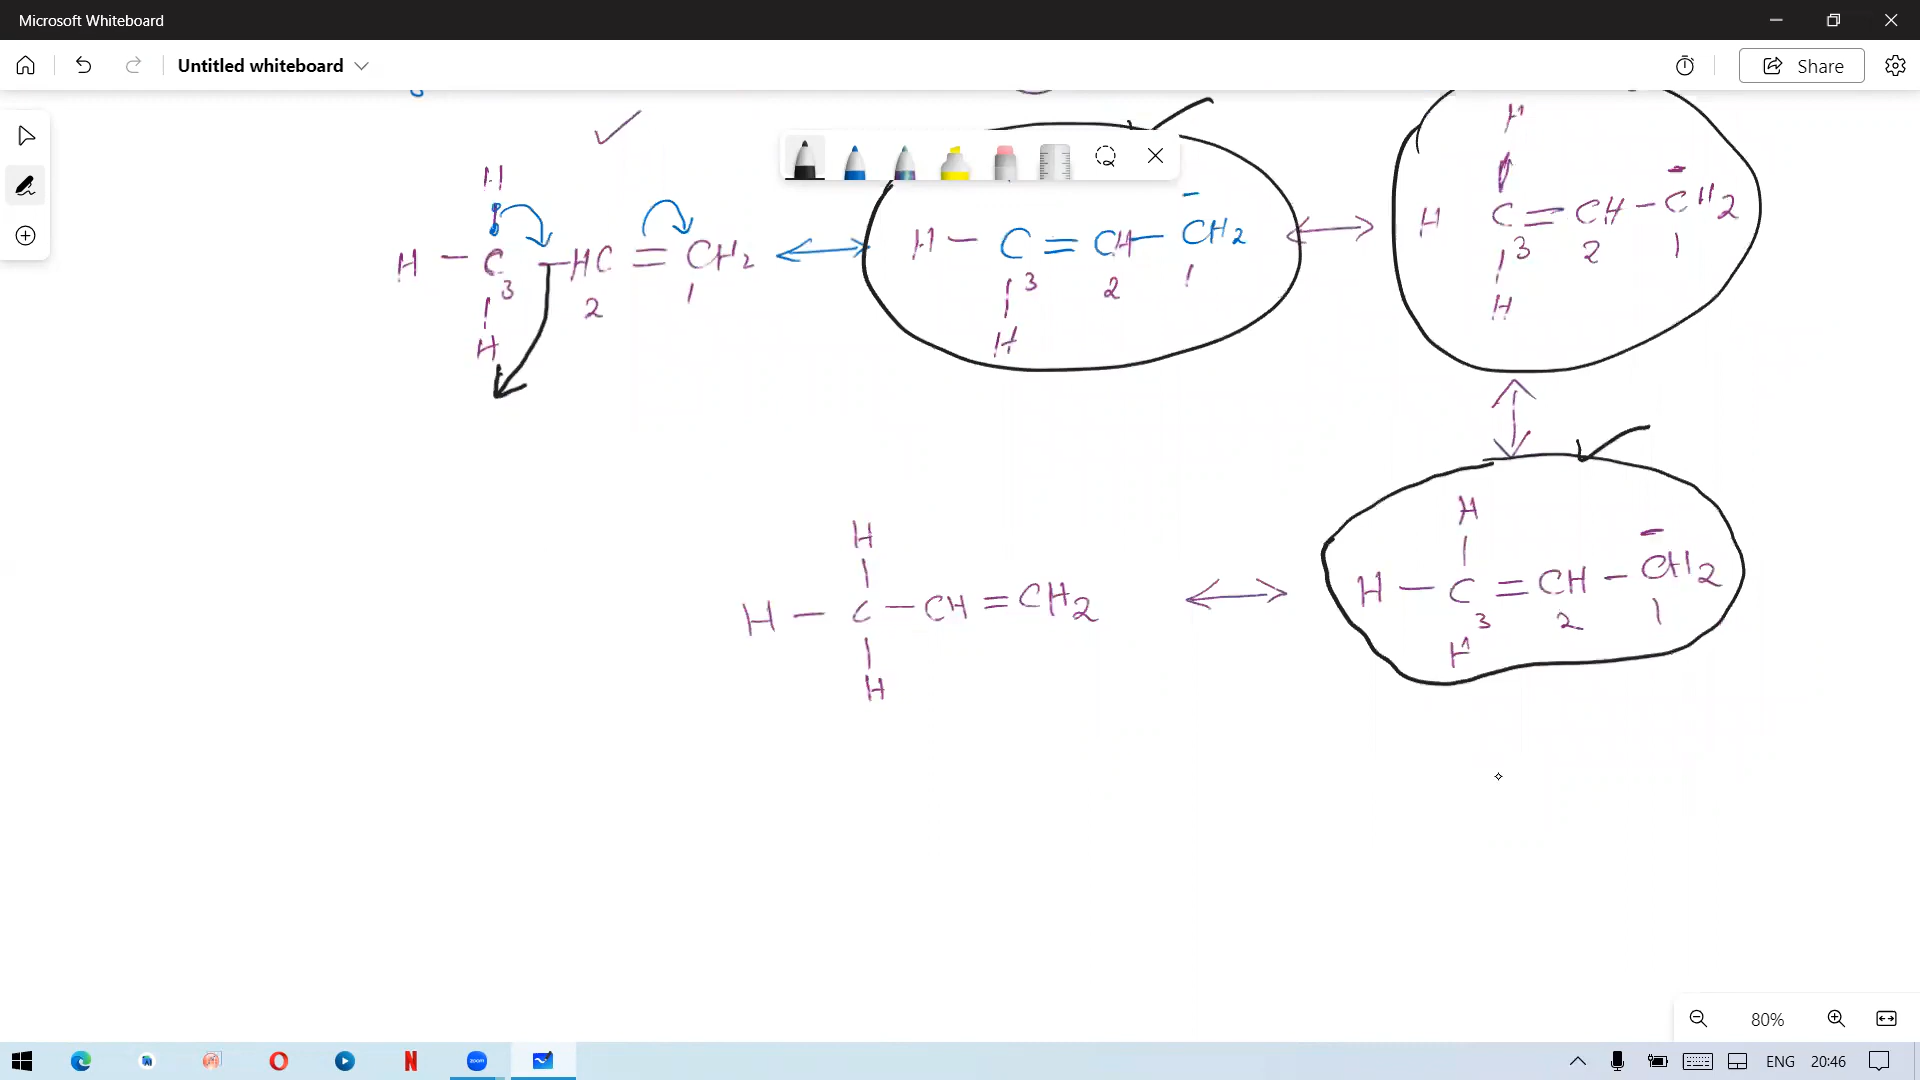 Microsoft Whiteboard
Untitled whiteboard
Share
H
H – C – HC = CH2
3 2 1
H
H – C = CH – CH2
3 2 1
H
H
H C = CH – CH2
3 2 1
H
H
H – C – CH = CH2
H
H
H – C = CH – CH2
3 2 1
H
80%
zoom
N
ENG 20:46